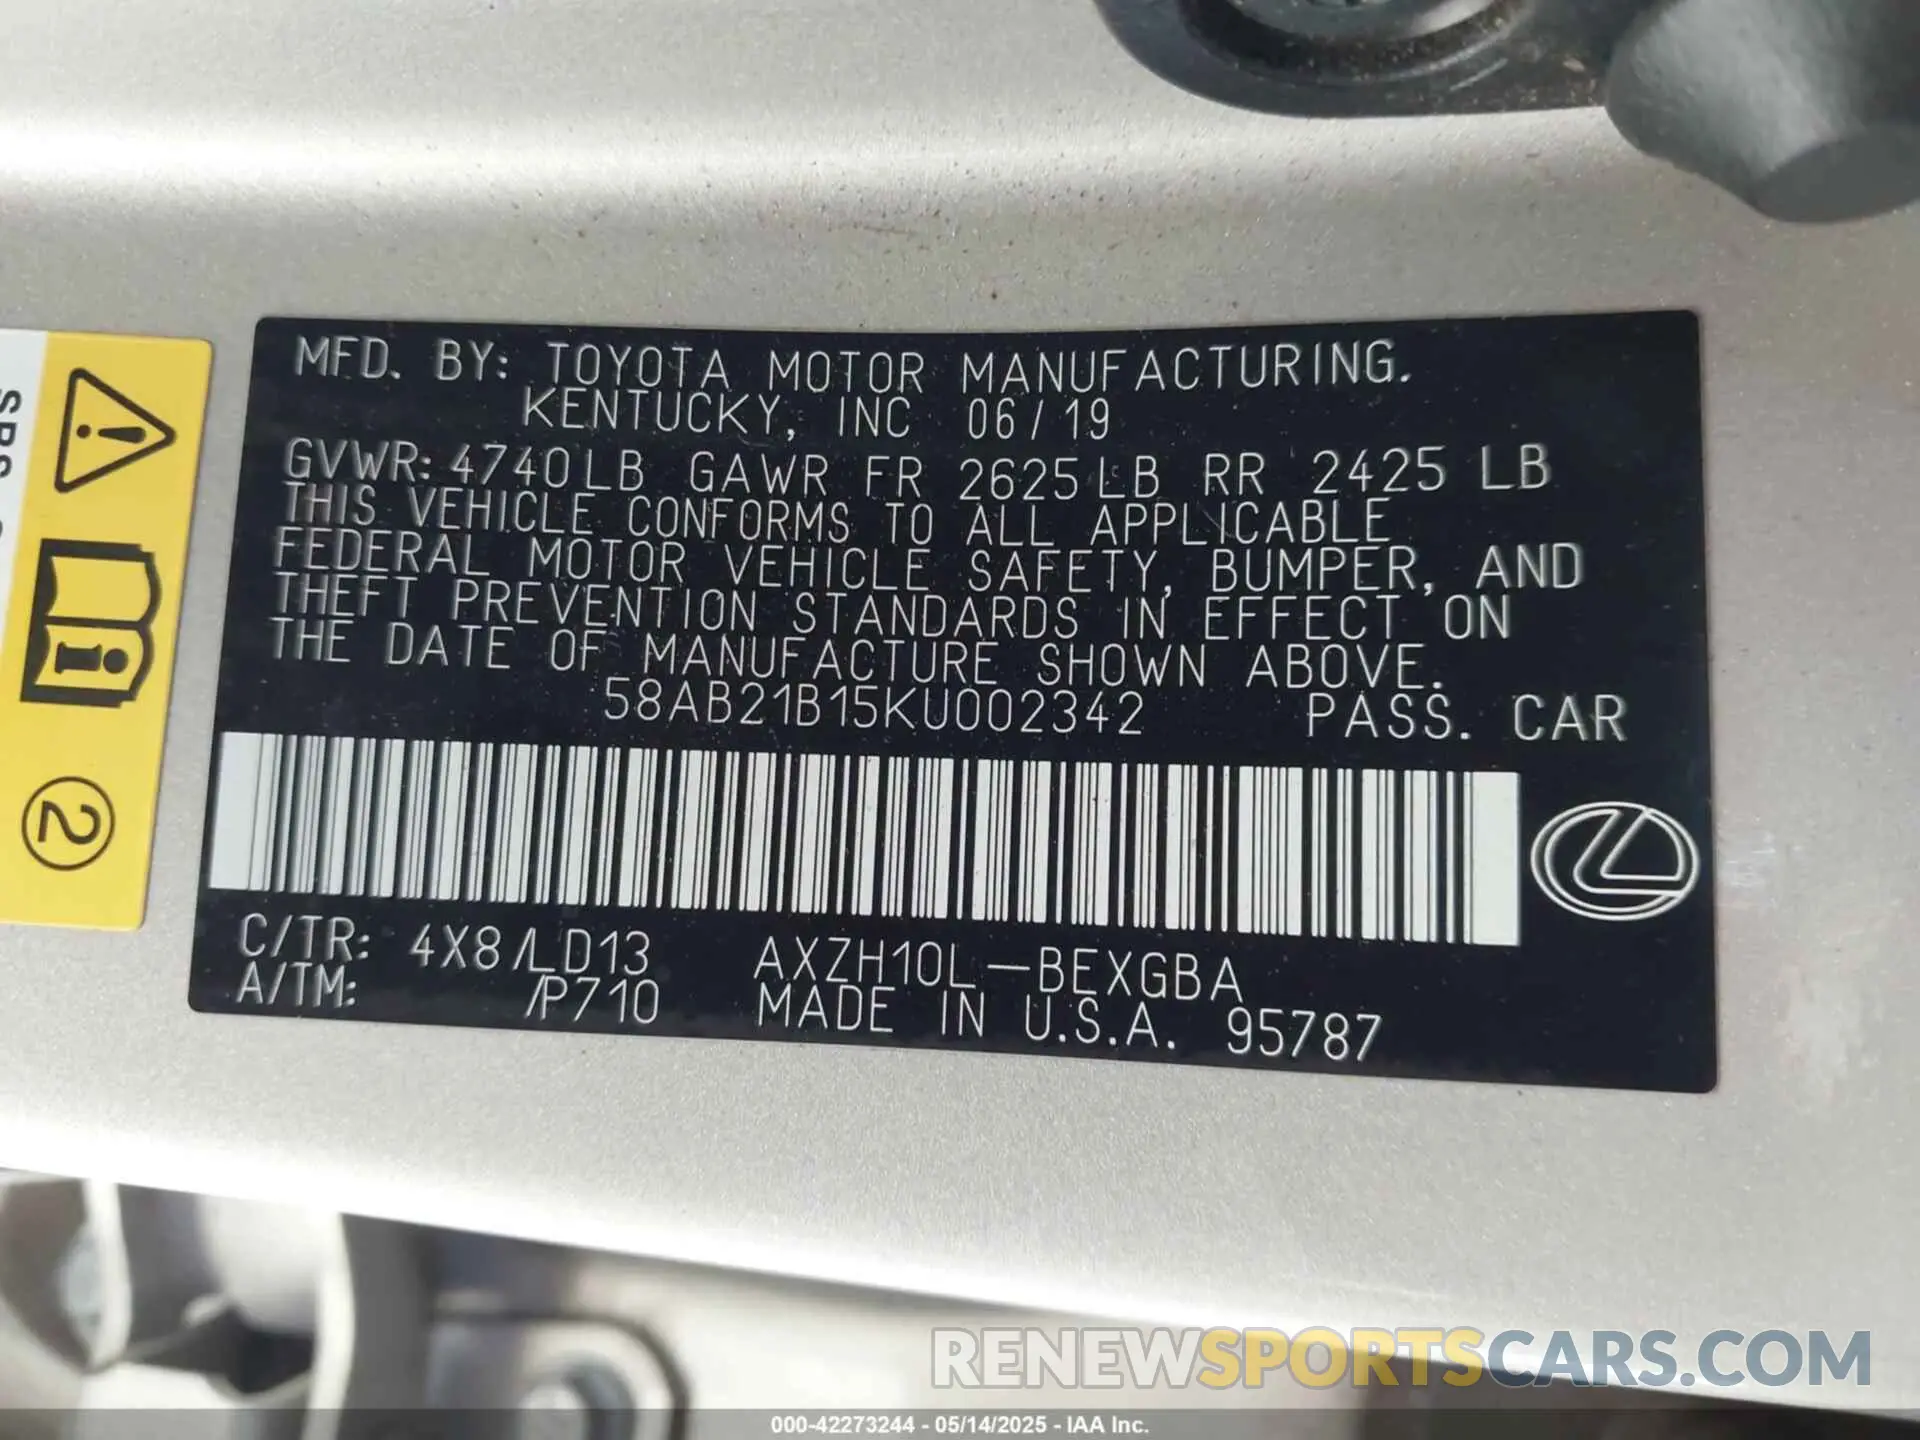 MFD. BY: TOYOTA MOTOR MANUFACTURING.
KENTUCKY, INC 06/19
GVWR: 4740LB GAWR FR 2625LB RR 2425 LB
THIS VEHICLE CONFORMS TO ALL APPLICABLE
FEDERAL MOTOR VEHICLE SAFETY, BUMPER, AND
THEFT PREVENTION STANDARDS IN EFFECT ON
THE DATE OF MANUFACTURE SHOWN ABOVE.
58AB21B15KU002342 PASS. CAR
C/TR: 4X8/LD13 AXZH10L-BEXGBA
A/TM: /P710 MADE IN U.S.A. 95787
2
RENEWSPORTSCARS.COM
000-42273244 - 05/14/2025 - IAA Inc.